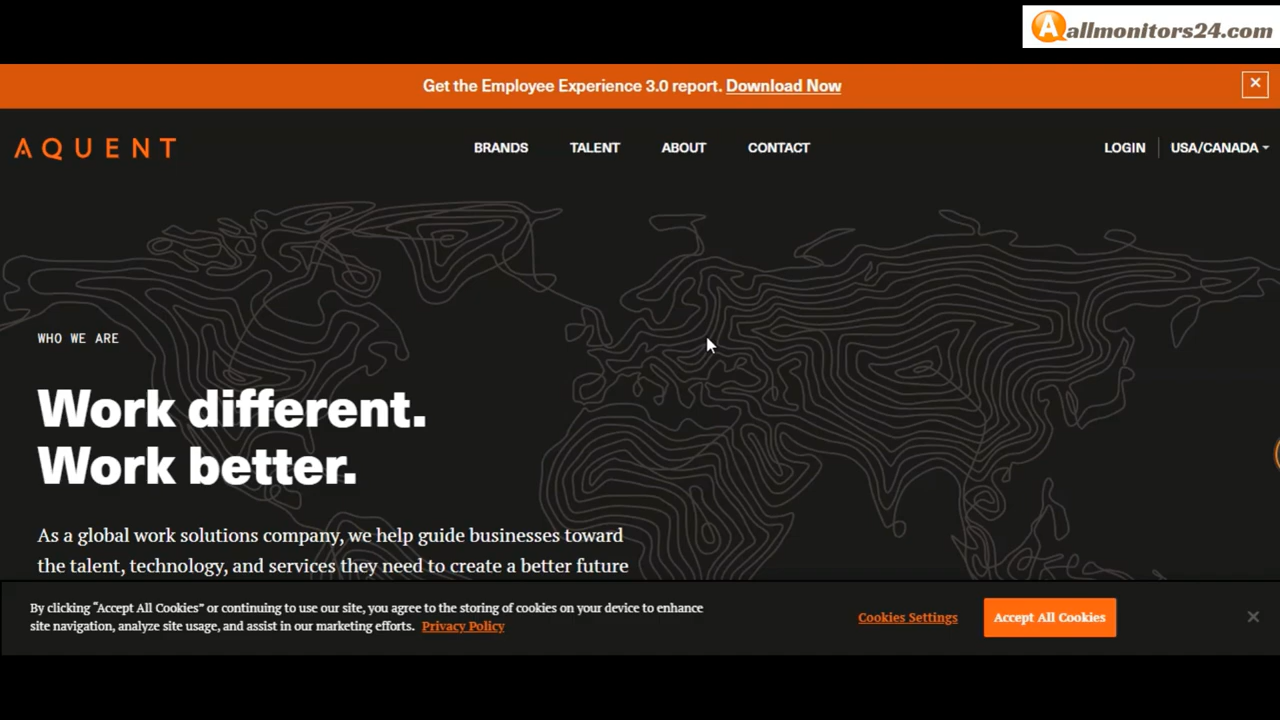 allmonitors24.com
Get the Employee Experience 3.0 report. Download Now
AQUENT
BRANDS TALENT ABOUT CONTACT
LOGIN USA/CANADA
WHO WE ARE
Work different.
Work better.
As a global work solutions company, we help guide businesses toward
the talent, technology, and services they need to create a better future
By clicking “Accept All Cookies” or continuing to use our site, you agree to the storing of cookies on your device to enhance
site navigation, analyze site usage, and assist in our marketing efforts. Privacy Policy
Cookies Settings
Accept All Cookies